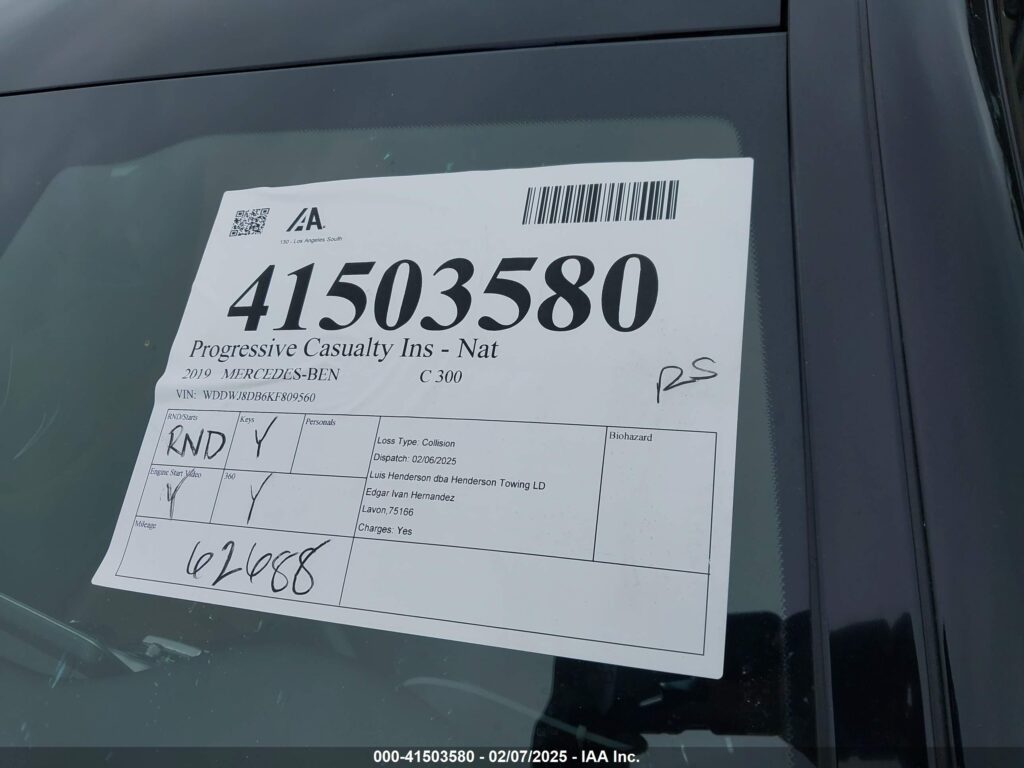 IAA.
130 - Los Angeles South
41503580
Progressive Casualty Ins - Nat
2019 MERCEDES-BEN C 300
VIN: WDDWJ8DB6KF809560
RS
RND/Starts
RND
Keys
Y
Personals
Engine Start Video
Y
360
Y
Mileage
62688
Loss Type: Collision
Dispatch: 02/06/2025
Luis Henderson dba Henderson Towing LD
Edgar Ivan Hernandez
Lavon,75166
Charges: Yes
Biohazard
000-41503580 - 02/07/2025 - IAA Inc.